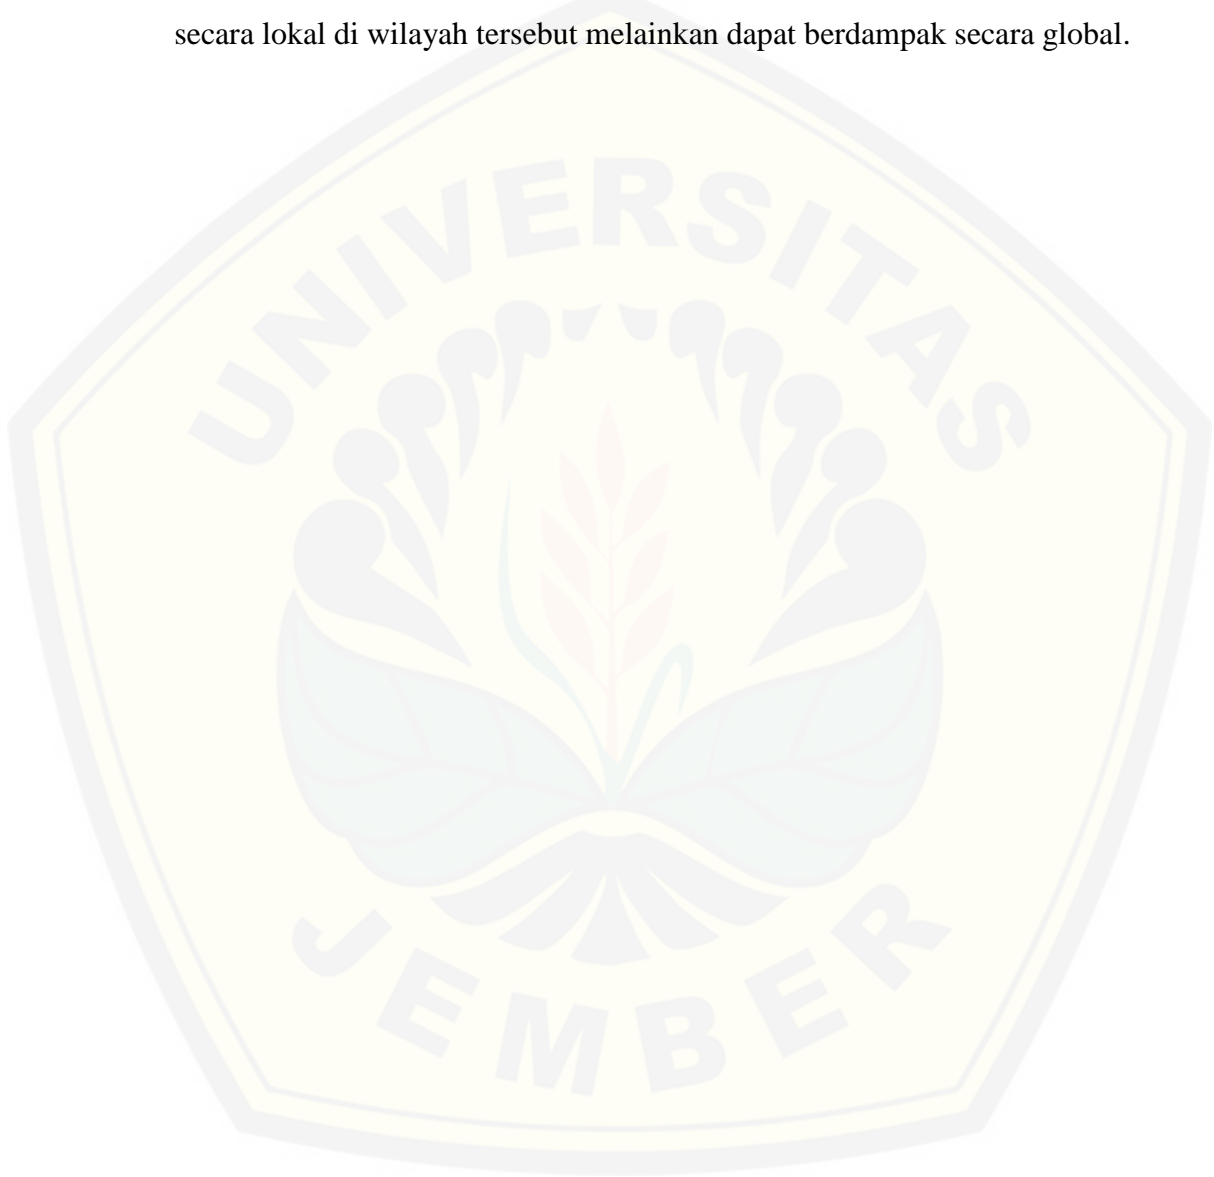 secara lokal di wilayah tersebut melainkan dapat berdampak secara global.
UNIVERSITAS
JEMBER